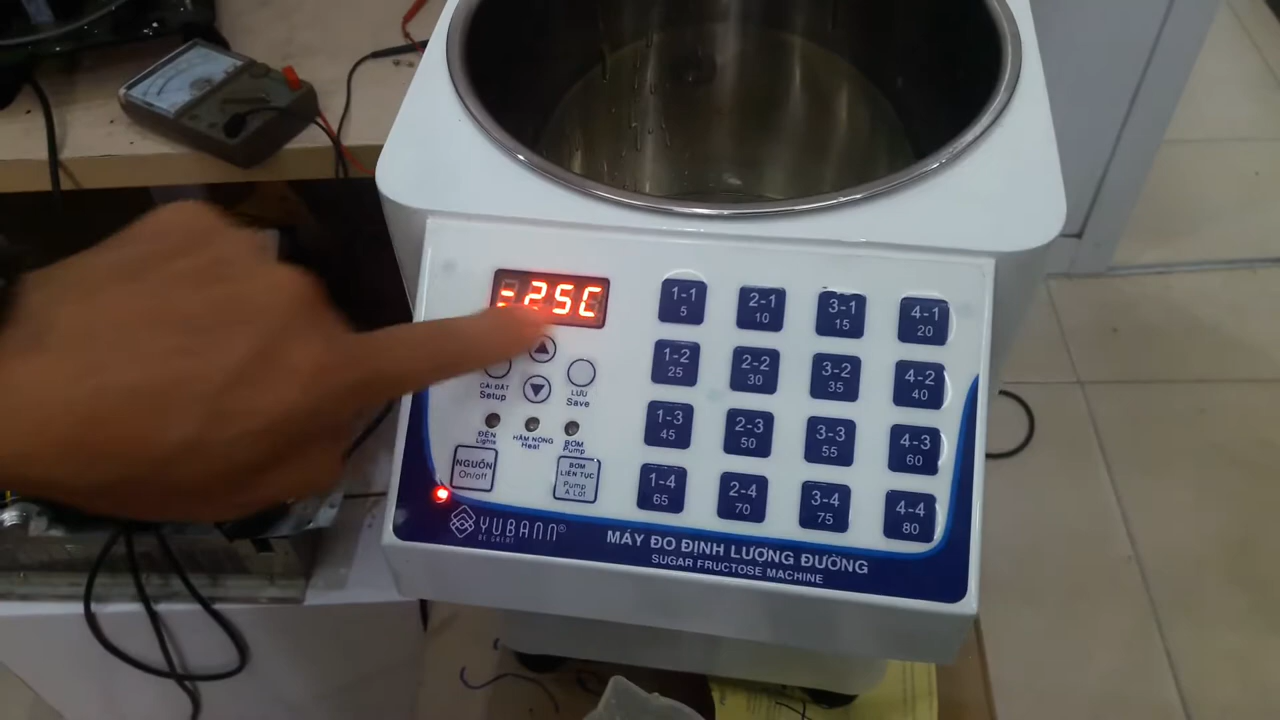 -25C
CÀI ĐẶT
Setup
LƯU
Save
ĐÈN
Lights
HÂM NÓNG
Heat
BƠM
Pump
NGUỒN
On/off
BƠM
LIÊN TỤC
Pump
A Lot
1-1
5
2-1
10
3-1
15
4-1
20
1-2
25
2-2
30
3-2
35
4-2
40
1-3
45
2-3
50
3-3
55
4-3
60
1-4
65
2-4
70
3-4
75
4-4
80
YUBANN®
BE GREAT
MÁY ĐO ĐỊNH LƯỢNG ĐƯỜNG
SUGAR FRUCTOSE MACHINE